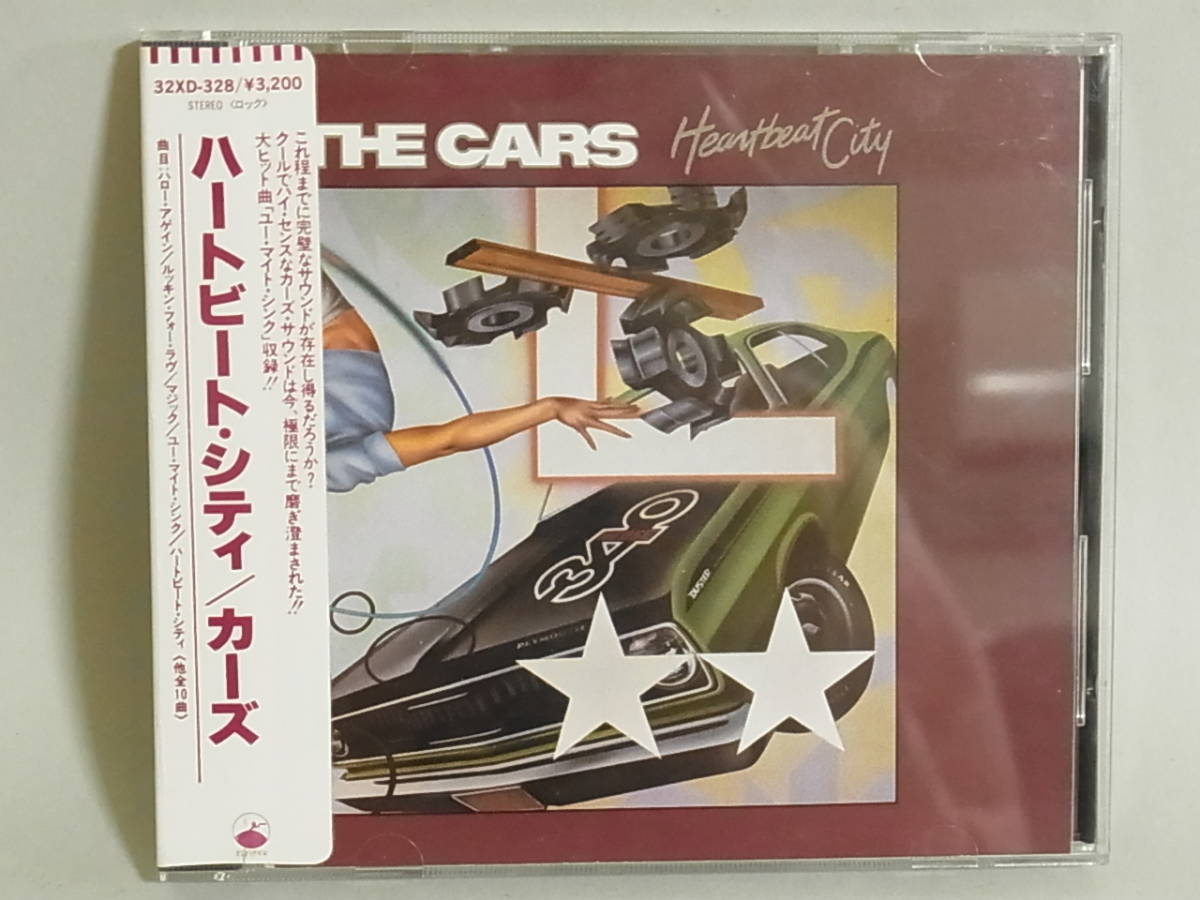 32XD-328/¥3,200
STEREO〈ロック〉
これ程までに完璧なサウンドが存在し得るだろうか?
クールでハイ・センスなカーズ・サウンドは今、極限にまで磨ぎ澄まされた!!
大ヒット曲「ユー・マイト・シンク」収録!!
ハートビート・シティ/カーズ
曲目:ハロー・アゲイン/ルッキン・フォー・ラヴ/マジック/ユー・マイト・シンク/ハートビート・シティ〈他全10曲〉
THE CARS
Heartbeat City
340
DUSTER
PLYMOUTH